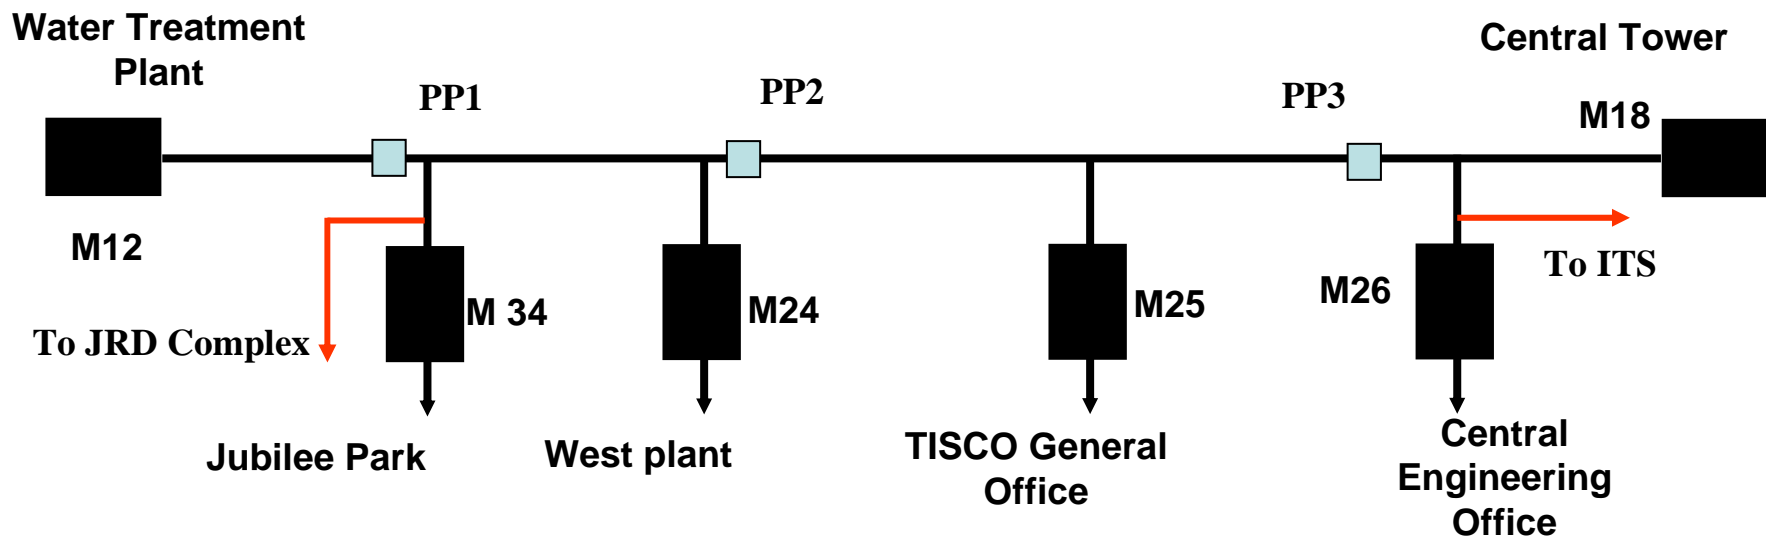 Water Treatment
Plant
Central Tower
PP1
PP2
PP3
M18
M12
To ITS
M 34
M24
M25
M26
To JRD Complex
Jubilee Park
West plant
TISCO General
Office
Central
Engineering
Office